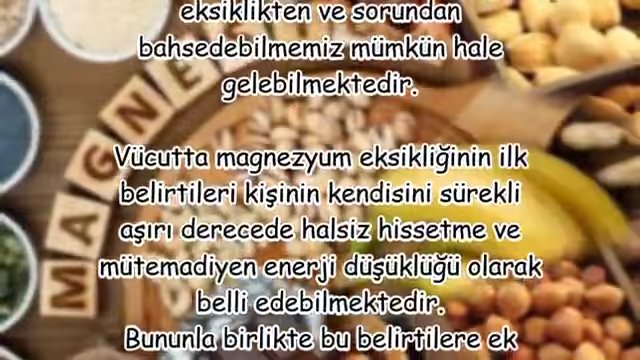 eksiklikten ve sorundan
bahsedebilmemiz mümkün hale
gelebilmektedir.
Vücutta magnezyum eksikliğinin ilk
belirtileri kişinin kendisini sürekli
aşırı derecede halsiz hissetme ve
mütemadiyen enerji düşüklüğü olarak
belli edebilmektedir.
Bununla birlikte bu belirtilere ek
MAGNE